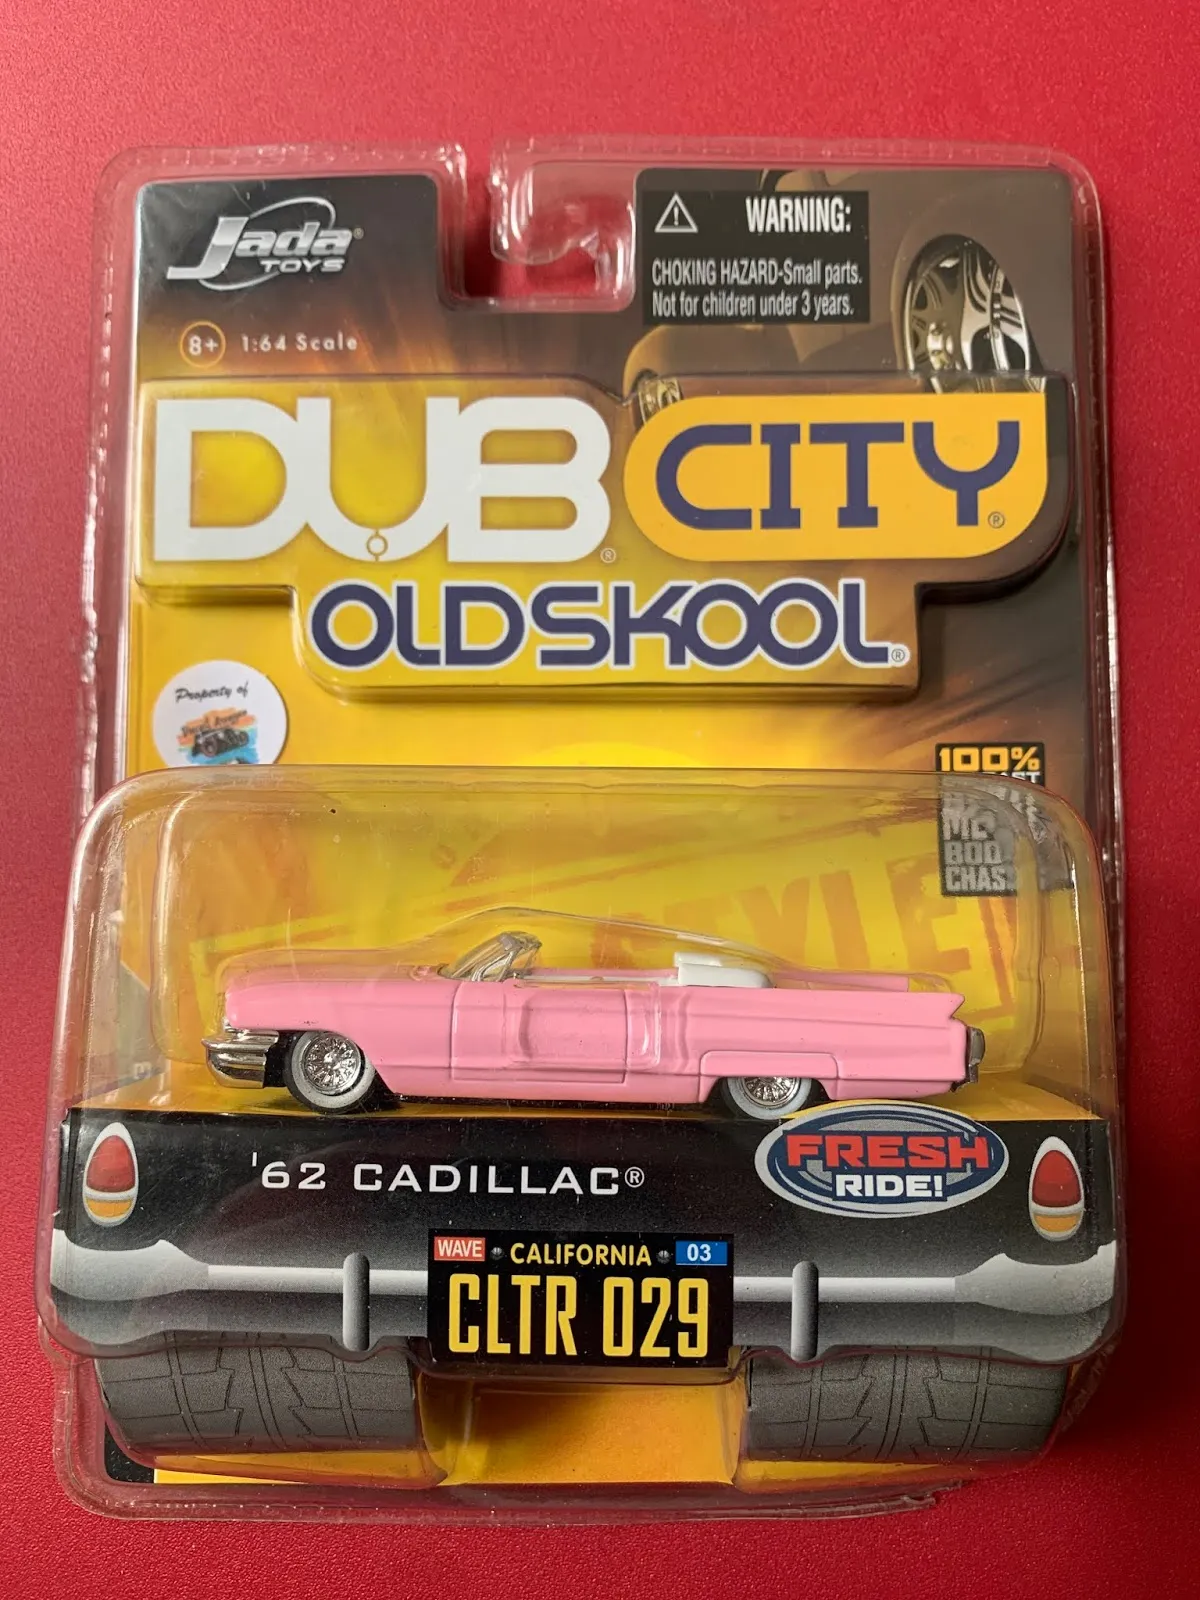 Jada®
TOYS
8+ 1:64 Scale
WARNING:
CHOKING HAZARD-Small parts.
Not for children under 3 years.
DUB® CITY®
OLDSKOOL®
Property of
100%
STYLE
'62 CADILLAC®
FRESH
RIDE!
WAVE CALIFORNIA 03
CLTR 029